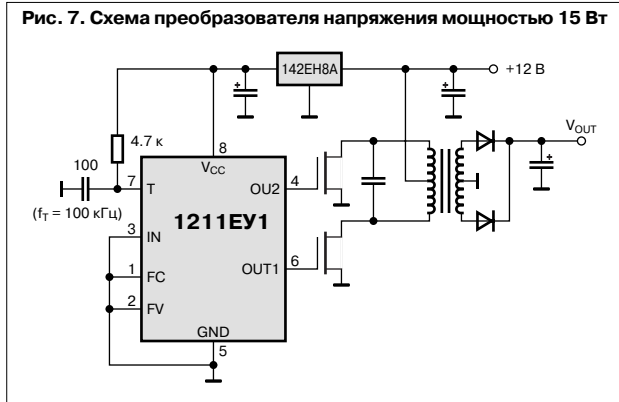 Рис. 7. Схема преобразователя напряжения мощностью 15 Вт
142ЕН8А
+12 В
4.7 к
8
VCC
VOUT
100
7
T
OU2
4
(fT = 100 кГц)
1211ЕУ1
3
IN
OUT1
6
1
FC
2
FV
GND
5